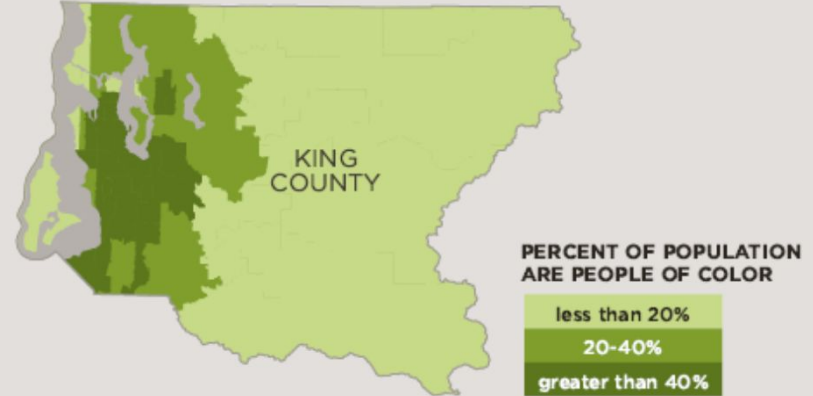 KING
COUNTY
PERCENT OF POPULATION
ARE PEOPLE OF COLOR
less than 20%
20-40%
greater than 40%